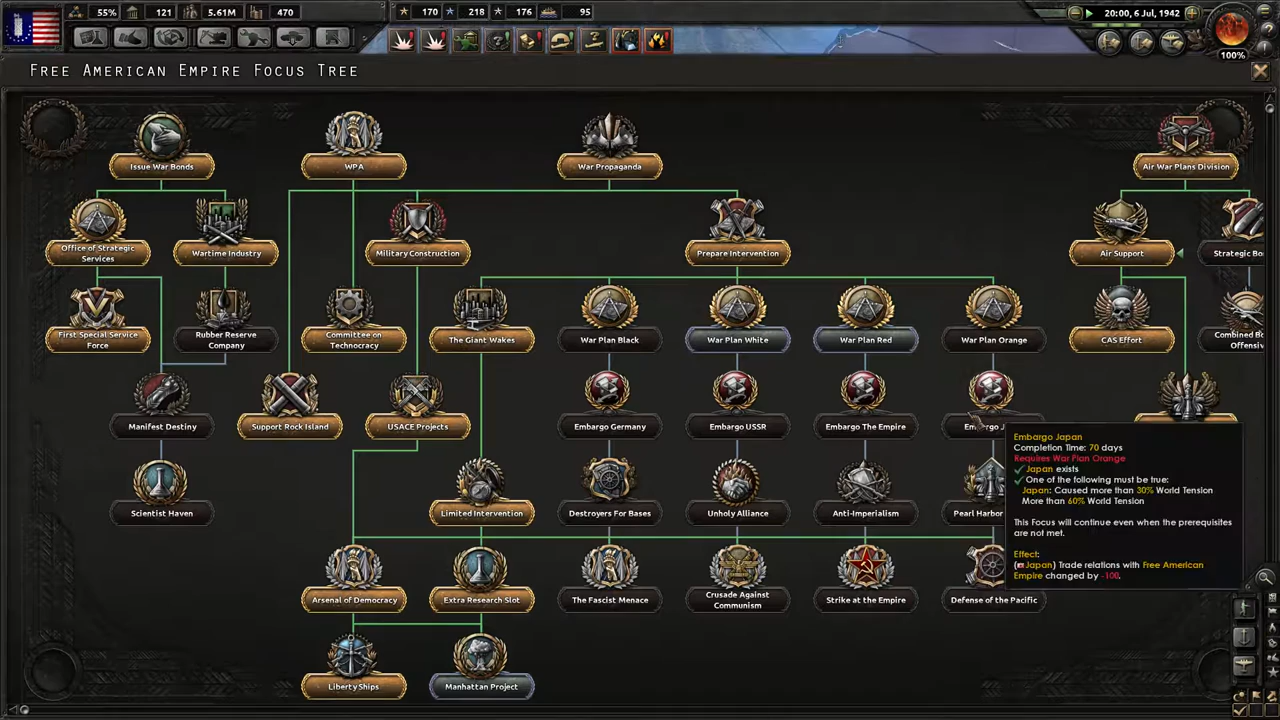 55% 121 5.61M 470 170 218 176 95 20:00, 6 Jul, 1942
100%
FREE AMERICAN EMPIRE FOCUS TREE
Issue War Bonds WPA War Propaganda Air War Plans Division
Office of Strategic Services
Wartime Industry
Military Construction
Prepare Intervention
Air Support
Strategic Bo
First Special Service Force
Rubber Reserve Company
Committee on Technocracy
The Giant Wakes
War Plan Black
War Plan White
War Plan Red
War Plan Orange
CAS Effort
Combined Bo
Offensiv
Manifest Destiny
Support Rock Island
USACE Projects
Embargo Germany
Embargo USSR
Embargo The Empire
Embargo J
Scientist Haven
Limited Intervention
Destroyers For Bases
Unholy Alliance
Anti-Imperialism
Pearl Harbor
Arsenal of Democracy
Extra Research Slot
The Fascist Menace
Crusade Against Communism
Strike at the Empire
Defense of the Pacific
Liberty Ships
Manhattan Project
Embargo Japan
Completion Time: 70 days
Requires War Plan Orange
Japan exists
One of the following must be true:
Japan: Caused more than 30% World Tension
More than 60% World Tension
This Focus will continue even when the prerequisites
are not met.
Effect:
(Japan) Trade relations with Free American
Empire changed by -100.